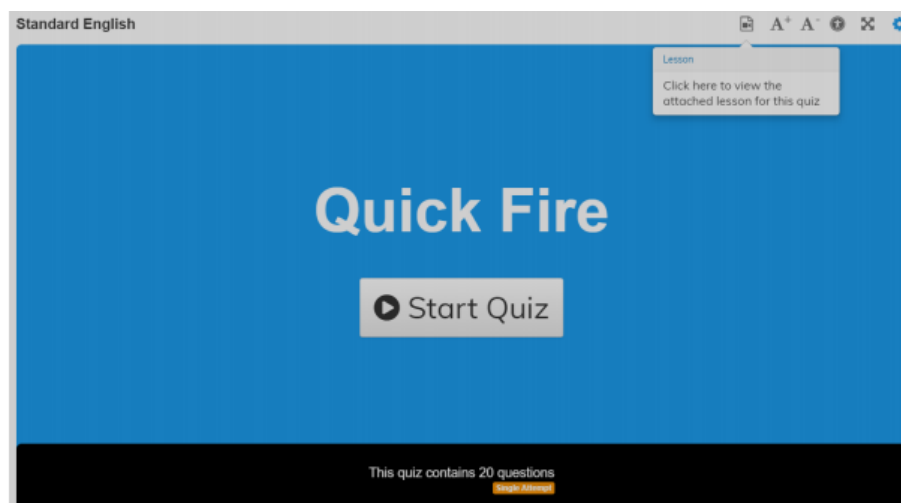 Standard English
A+ A-
Lesson
Click here to view the
attached lesson for this quiz
Quick Fire
Start Quiz
This quiz contains 20 questions
Single Attempt